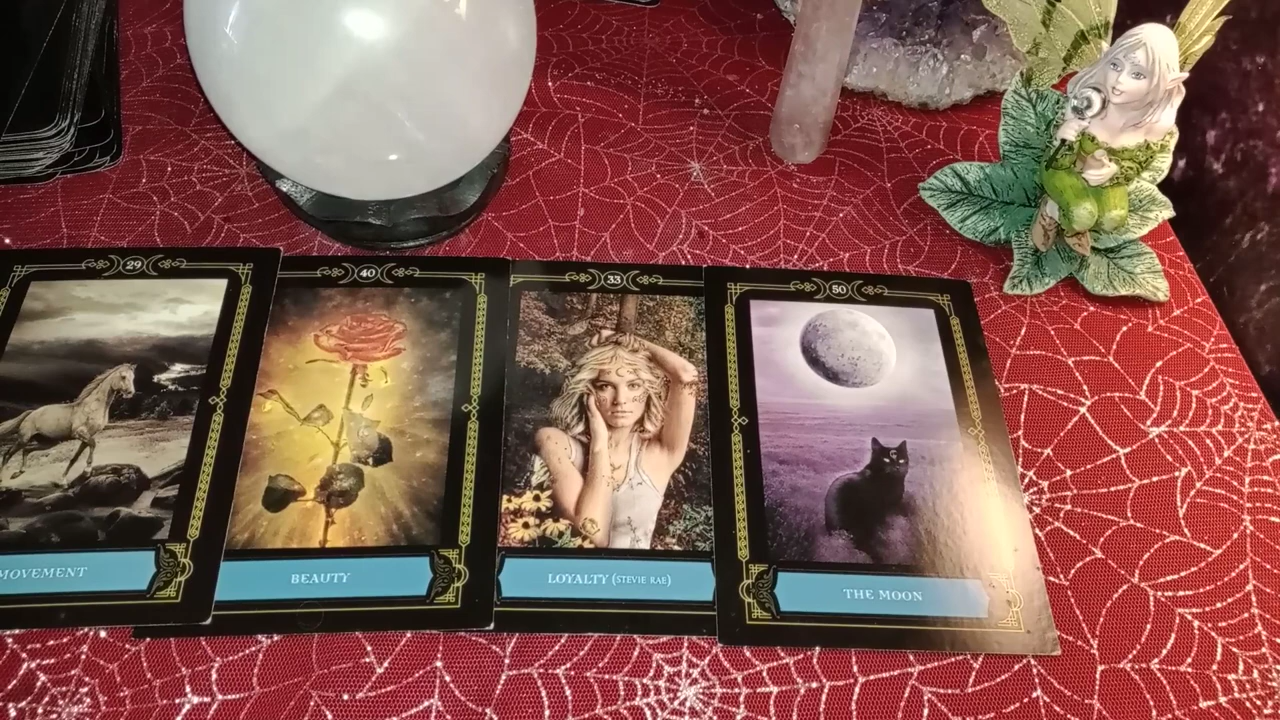 29
MOVEMENT
40
BEAUTY
33
LOYALTY (STEVIE RAE)
50
THE MOON